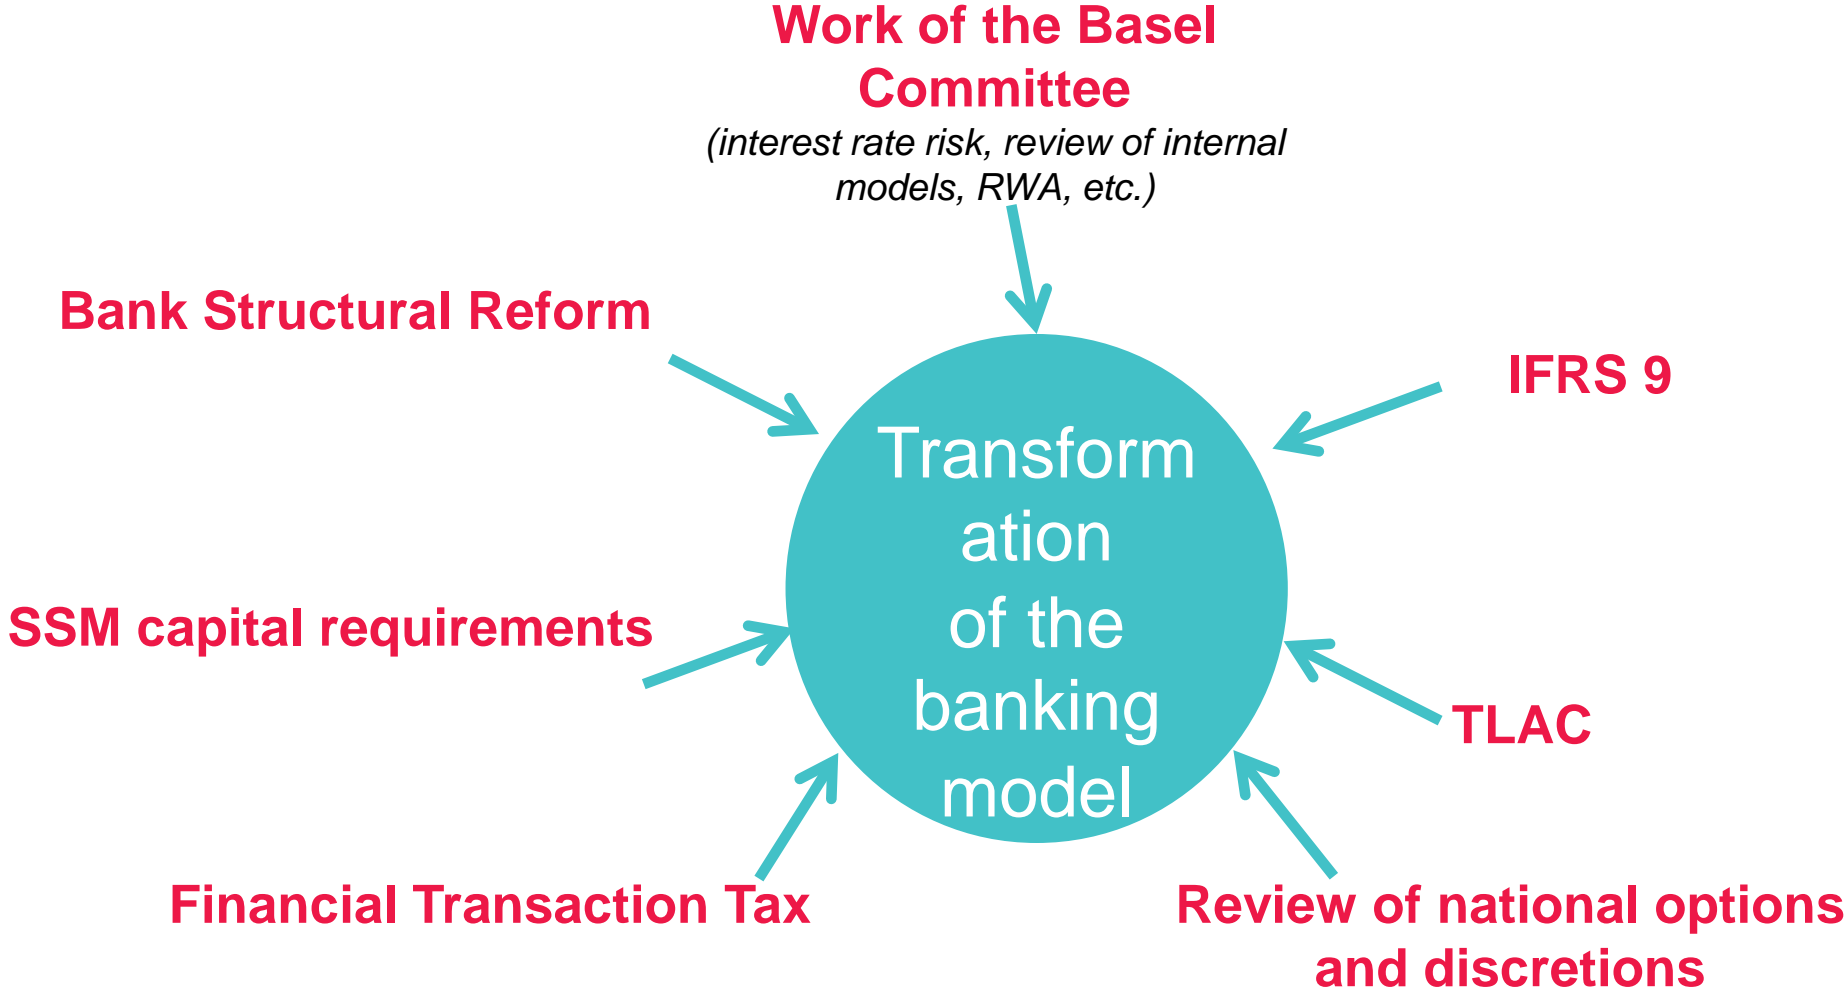 Work of the Basel
Committee
(interest rate risk, review of internal
models, RWA, etc.)
Bank Structural Reform
IFRS 9
Transform
ation
of the
banking
model
SSM capital requirements
TLAC
Financial Transaction Tax
Review of national options
and discretions